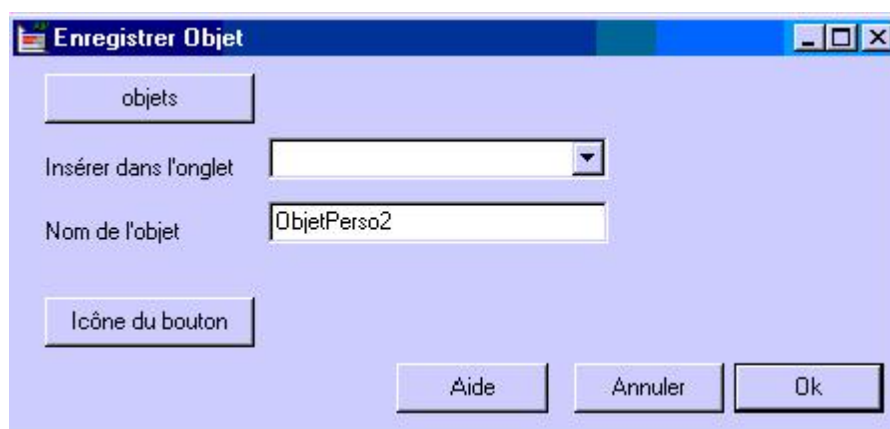 Enregistrer Objet
objets
Insérer dans l'onglet
Nom de l'objet
ObjetPerso2
Icône du bouton
Aide
Annuler
Ok